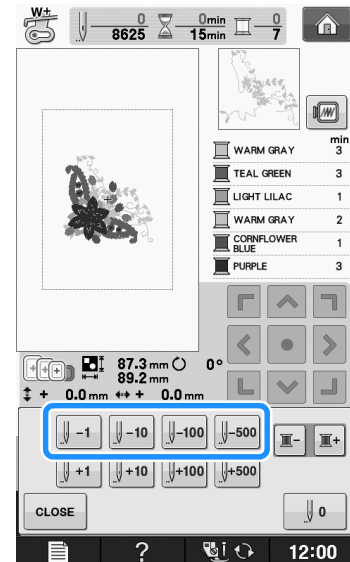 W+
0 0min 0
8625 15min 7
min
WARM GRAY 3
TEAL GREEN 3
LIGHT LILAC 1
WARM GRAY 2
CORNFLOWER BLUE 1
PURPLE 3
87.3 mm 0°
89.2 mm
+ 0.0 mm + 0.0 mm
-1 -10 -100 -500 - +
+1 +10 +100 +500
CLOSE 0
? 12:00